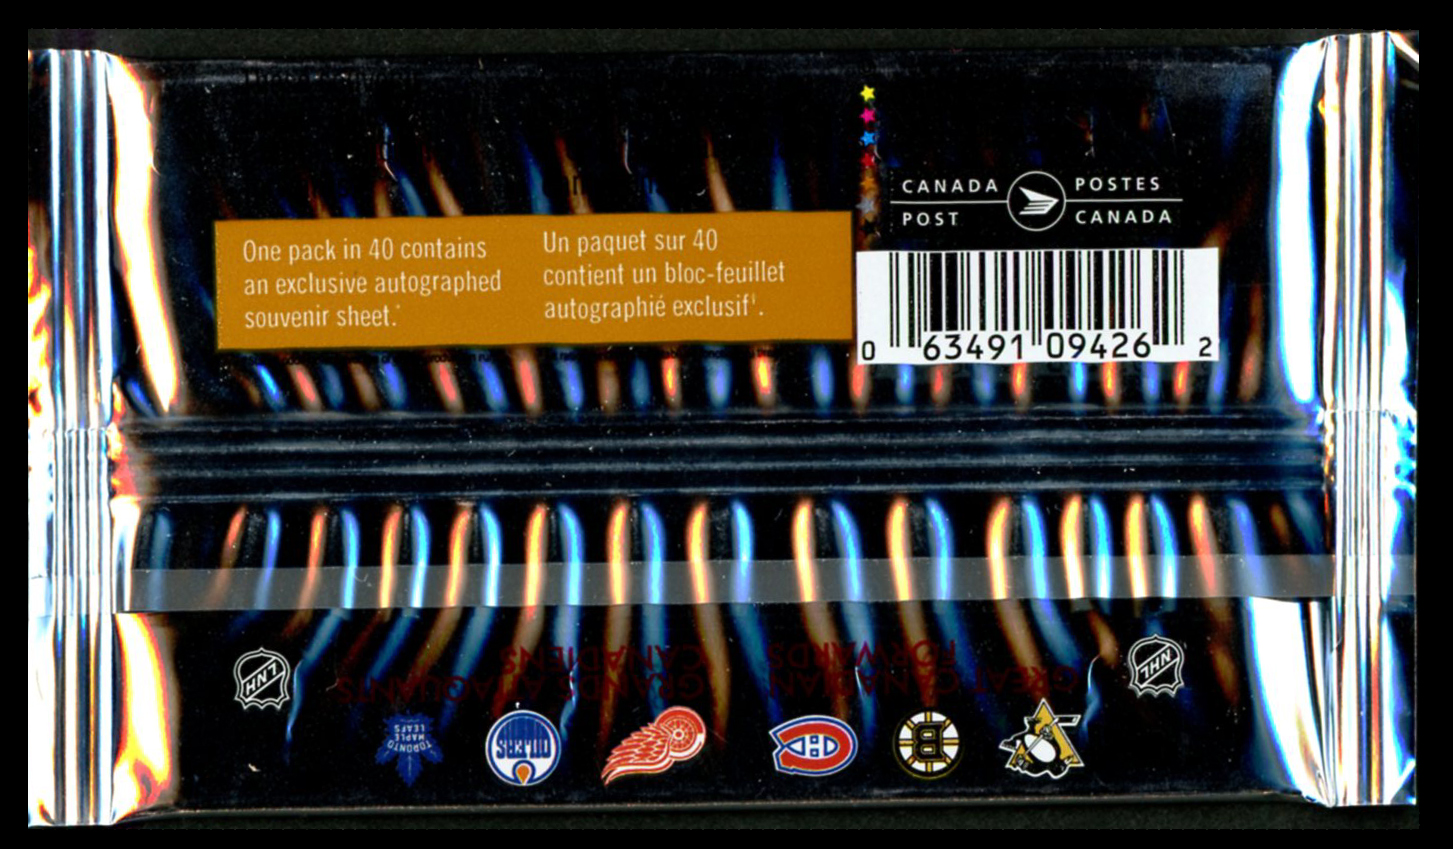 CANADA POSTES
POST CANADA
One pack in 40 contains
an exclusive autographed
souvenir sheet.*
Un paquet sur 40
contient un bloc-feuillet
autographié exclusif†.
0 63491 09426 2
GREAT CANADIAN
FORWARDS
GRANDS ATTAQUANTS
CANADIENS
NHL
LNH
B
OILERS
TORONTO
MAPLE
LEAFS